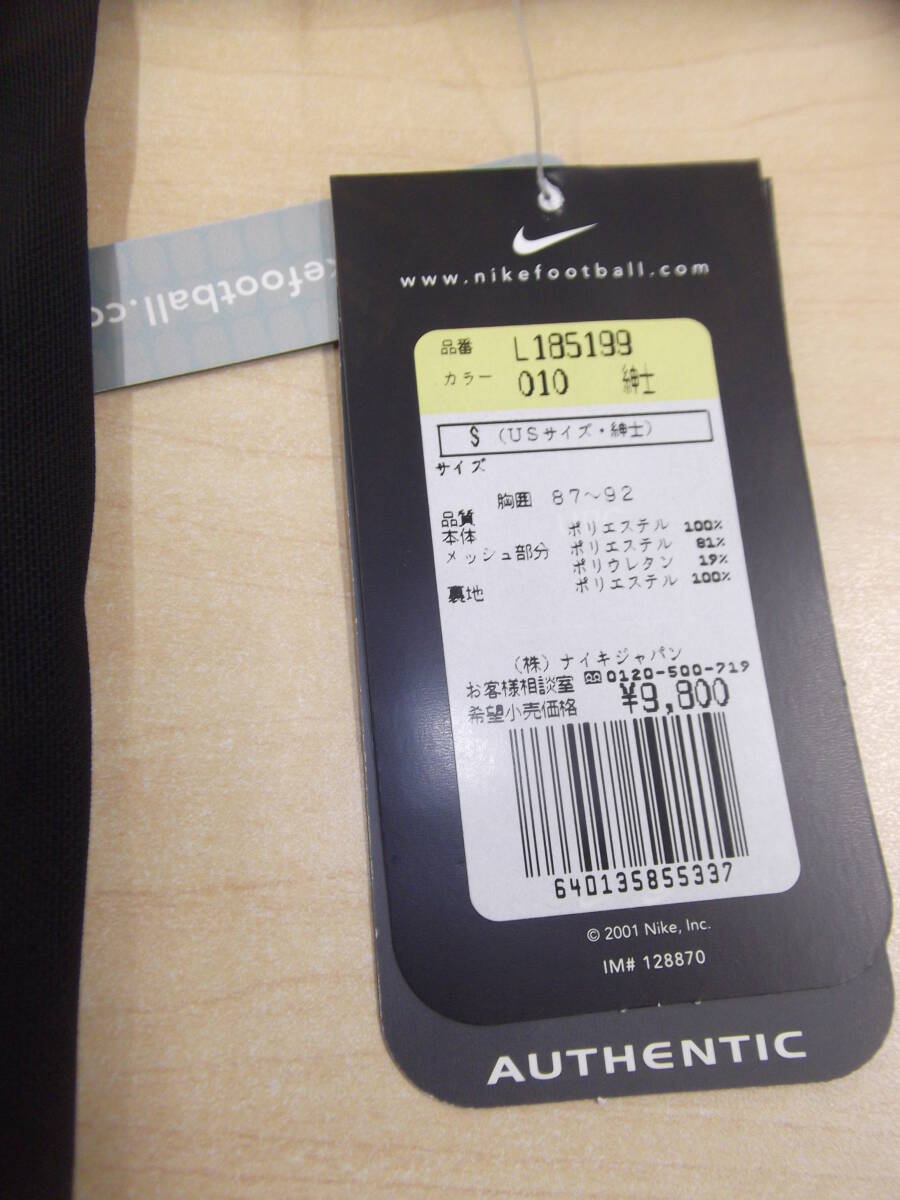 www.nikefootball.com
kefootball.co
品番 L185199
カラー 010 紳士
S (USサイズ・紳士)
サイズ
胸囲 87~92
品質
本体 ポリエステル 100%
メッシュ部分 ポリエステル 81%
ポリウレタン 19%
裏地 ポリエステル 100%
(株)ナイキジャパン
お客様相談室 0120-500-719
希望小売価格 ¥9,800
640135855337
© 2001 Nike, Inc.
IM# 128870
AUTHENTIC